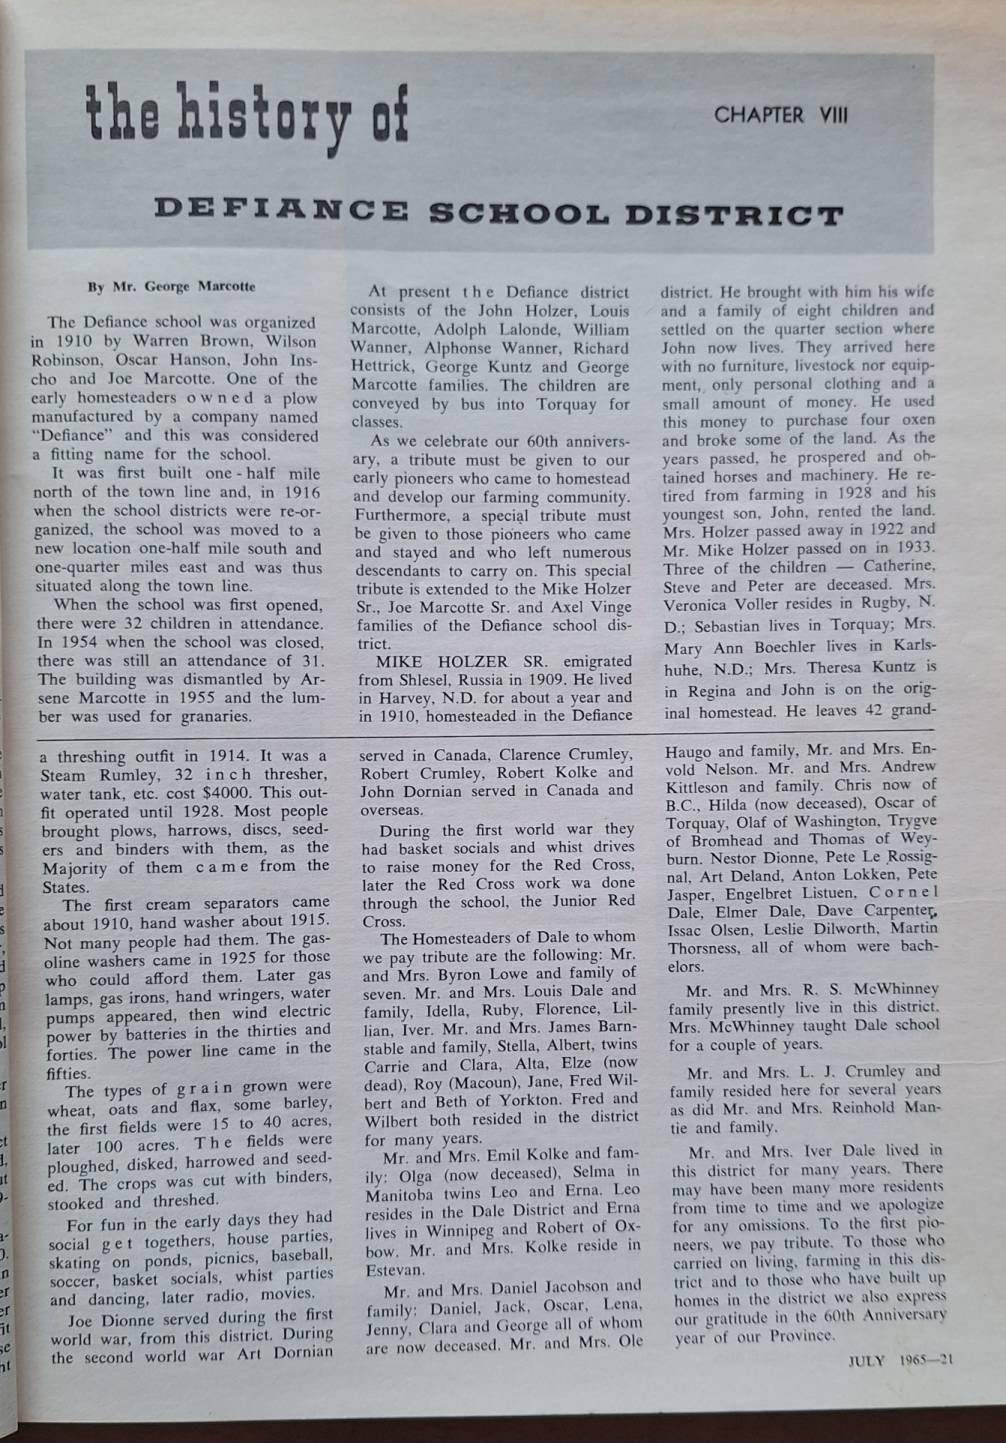 the history of
CHAPTER VIII
DEFIANCE SCHOOL DISTRICT
By Mr. George Marcotte
The Defiance school was organized
in 1910 by Warren Brown, Wilson
Robinson, Oscar Hanson, John Ins-
cho and Joe Marcotte. One of the
early homesteaders owned a plow
manufactured by a company named
“Defiance” and this was considered
a fitting name for the school.
It was first built one-half mile
north of the town line and, in 1916
when the school districts were re-or-
ganized, the school was moved to a
new location one-half mile south and
one-quarter miles east and was thus
situated along the town line.
When the school was first opened,
there were 32 children in attendance.
In 1954 when the school was closed,
there was still an attendance of 31.
The building was dismantled by Ar-
sene Marcotte in 1955 and the lum-
ber was used for granaries.
At present the Defiance district
consists of the John Holzer, Louis
Marcotte, Adolph Lalonde, William
Wanner, Alphonse Wanner, Richard
Hettrick, George Kuntz and George
Marcotte families. The children are
conveyed by bus into Torquay for
classes.
As we celebrate our 60th annivers-
ary, a tribute must be given to our
early pioneers who came to homestead
and develop our farming community.
Furthermore, a special tribute must
be given to those pioneers who came
and stayed and who left numerous
descendants to carry on. This special
tribute is extended to the Mike Holzer
Sr., Joe Marcotte Sr. and Axel Vinge
families of the Defiance school dis-
trict.
MIKE HOLZER SR. emigrated
from Shlesel, Russia in 1909. He lived
in Harvey, N.D. for about a year and
in 1910, homesteaded in the Defiance
district. He brought with him his wife
and a family of eight children and
settled on the quarter section where
John now lives. They arrived here
with no furniture, livestock nor equip-
ment, only personal clothing and a
small amount of money. He used
this money to purchase four oxen
and broke some of the land. As the
years passed, he prospered and ob-
tained horses and machinery. He re-
tired from farming in 1928 and his
youngest son, John, rented the land.
Mrs. Holzer passed away in 1922 and
Mr. Mike Holzer passed on in 1933.
Three of the children — Catherine,
Steve and Peter are deceased. Mrs.
Veronica Voller resides in Rugby, N.
D.; Sebastian lives in Torquay; Mrs.
Mary Ann Boechler lives in Karls-
huhe, N.D.; Mrs. Theresa Kuntz is
in Regina and John is on the orig-
inal homestead. He leaves 42 grand-
a threshing outfit in 1914. It was a
Steam Rumley, 32 inch thresher,
water tank, etc. cost $4000. This out-
fit operated until 1928. Most people
brought plows, harrows, discs, seed-
ers and binders with them, as the
Majority of them came from the
States.
The first cream separators came
about 1910, hand washer about 1915.
Not many people had them. The gas-
oline washers came in 1925 for those
who could afford them. Later gas
lamps, gas irons, hand wringers, water
pumps appeared, then wind electric
power by batteries in the thirties and
forties. The power line came in the
fifties.
The types of grain grown were
wheat, oats and flax, some barley,
the first fields were 15 to 40 acres,
later 100 acres. The fields were
ploughed, disked, harrowed and seed-
ed. The crops was cut with binders,
stooked and threshed.
For fun in the early days they had
social get togethers, house parties,
skating on ponds, picnics, baseball,
soccer, basket socials, whist parties
and dancing, later radio, movies.
Joe Dionne served during the first
world war, from this district. During
the second world war Art Dornian
served in Canada, Clarence Crumley,
Robert Crumley, Robert Kolke and
John Dornian served in Canada and
overseas.
During the first world war they
had basket socials and whist drives
to raise money for the Red Cross,
later the Red Cross work wa done
through the school, the Junior Red
Cross.
The Homesteaders of Dale to whom
we pay tribute are the following: Mr.
and Mrs. Byron Lowe and family of
seven. Mr. and Mrs. Louis Dale and
family, Idella, Ruby, Florence, Lil-
lian, Iver. Mr. and Mrs. James Barn-
stable and family, Stella, Albert, twins
Carrie and Clara, Alta, Elze (now
dead), Roy (Macoun), Jane, Fred Wil-
bert and Beth of Yorkton. Fred and
Wilbert both resided in the district
for many years.
Mr. and Mrs. Emil Kolke and fam-
ily: Olga (now deceased), Selma in
Manitoba twins Leo and Erna. Leo
resides in the Dale District and Erna
lives in Winnipeg and Robert of Ox-
bow. Mr. and Mrs. Kolke reside in
Estevan.
Mr. and Mrs. Daniel Jacobson and
family: Daniel, Jack, Oscar, Lena,
Jenny, Clara and George all of whom
are now deceased. Mr. and Mrs. Ole
Haugo and family, Mr. and Mrs. En-
vold Nelson. Mr. and Mrs. Andrew
Kittleson and family. Chris now of
B.C., Hilda (now deceased), Oscar of
Torquay, Olaf of Washington, Trygve
of Bromhead and Thomas of Wey-
burn. Nestor Dionne, Pete Le Rossig-
nal, Art Deland, Anton Lokken, Pete
Jasper, Engelbret Listuen, Cornel
Dale, Elmer Dale, Dave Carpenter,
Issac Olsen, Leslie Dilworth, Martin
Thorsness, all of whom were bach-
elors.
Mr. and Mrs. R. S. McWhinney
family presently live in this district.
Mrs. McWhinney taught Dale school
for a couple of years.
Mr. and Mrs. L. J. Crumley and
family resided here for several years
as did Mr. and Mrs. Reinhold Man-
tie and family.
Mr. and Mrs. Iver Dale lived in
this district for many years. There
may have been many more residents
from time to time and we apologize
for any omissions. To the first pio-
neers, we pay tribute. To those who
carried on living, farming in this dis-
trict and to those who have built up
homes in the district we also express
our gratitude in the 60th Anniversary
year of our Province.
JULY 1965—21